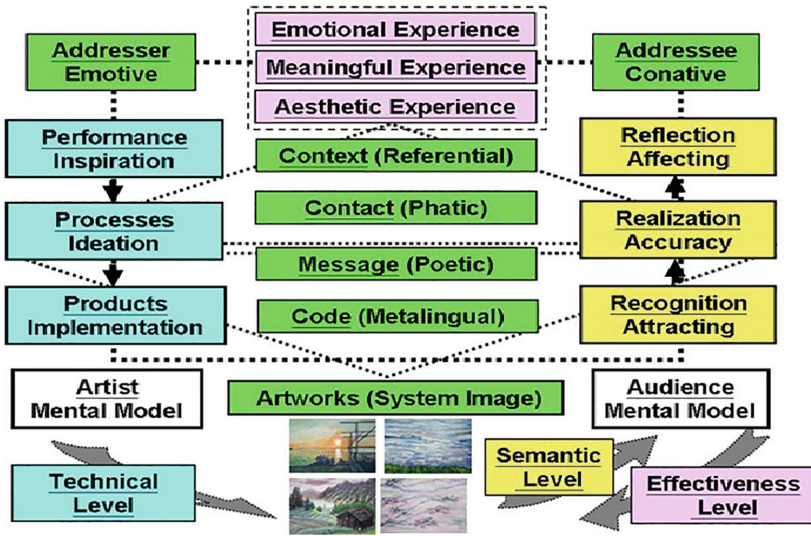 Emotional Experience
Addresser
Emotive
Meaningful Experience
Addressee
Conative
Aesthetic Experience
Performance
Inspiration
Context (Referential)
Reflection
Affecting
Processes
Ideation
Contact (Phatic)
Realization
Accuracy
Message (Poetic)
Products
Implementation
Code (Metalingual)
Recognition
Attracting
Artist
Mental Model
Artworks (System Image)
Audience
Mental Model
Technical
Level
Semantic
Level
Effectiveness
Level